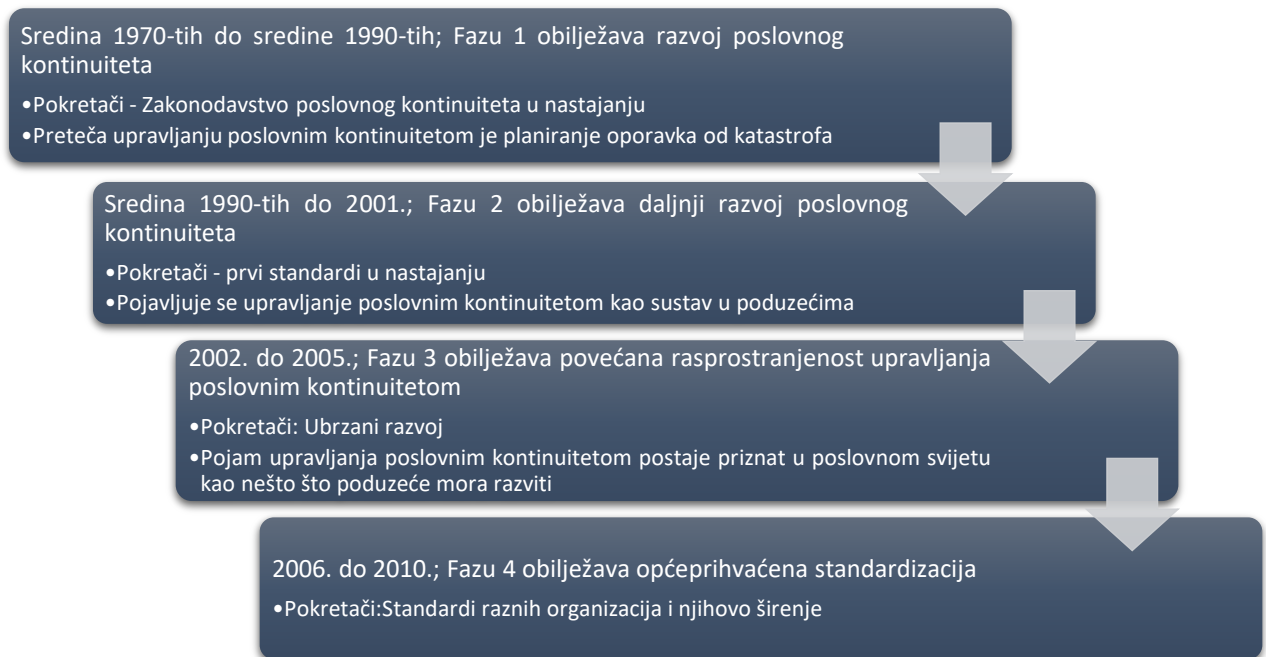 Sredina 1970-tih do sredine 1990-tih; Fazu 1 obilježava razvoj poslovnog
kontinuiteta
•Pokretači - Zakonodavstvo poslovnog kontinuiteta u nastajanju
•Preteča upravljanju poslovnim kontinuitetom je planiranje oporavka od katastrofa
Sredina 1990-tih do 2001.; Fazu 2 obilježava daljnji razvoj poslovnog
kontinuiteta
•Pokretači - prvi standardi u nastajanju
•Pojavljuje se upravljanje poslovnim kontinuitetom kao sustav u poduzećima
2002. do 2005.; Fazu 3 obilježava povećana rasprostranjenost upravljanja
poslovnim kontinuitetom
•Pokretači: Ubrzani razvoj
•Pojam upravljanja poslovnim kontinuitetom postaje priznat u poslovnom svijetu
kao nešto što poduzeće mora razviti
2006. do 2010.; Fazu 4 obilježava općeprihvaćena standardizacija
•Pokretači:Standardi raznih organizacija i njihovo širenje